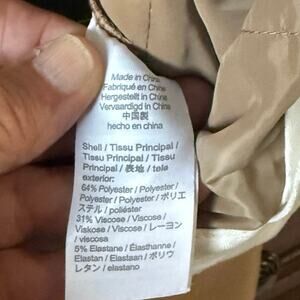 Made in China
Fabriqué en China
Hergestellt in China
Vervaardigd in China
中国製
hecho en china
Shell / Tissu Principal /
Tissu Principal / Tissu
Principal / 表地 / tela
exterior:
64% Polyester / Polyester /
Polyester / Polyester / ポリエ
ステル / poliéster
31% Viscose / Viscose /
Viskose / Viscose / レーヨン
/ viscosa
5% Elastane / Élasthanne /
Elastan / Elastaan / ポリウ
レタン / elastano